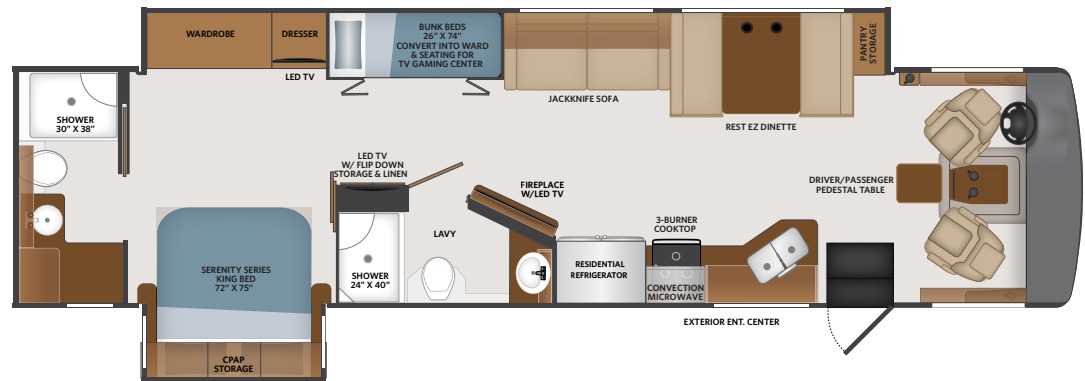 WARDROBE
DRESSER
LED TV
BUNK BEDS
26" X 74"
CONVERT INTO WARD
& SEATING FOR
TV GAMING CENTER
JACKKNIFE SOFA
REST EZ DINETTE
PANTRY
STORAGE
SHOWER
30" X 38"
LED TV
W/ FLIP DOWN
STORAGE & LINEN
FIREPLACE
W/LED TV
DRIVER/PASSENGER
PEDESTAL TABLE
LAVY
3-BURNER
COOKTOP
SERENITY SERIES
KING BED
72" X 75"
SHOWER
24" X 40"
RESIDENTIAL
REFRIGERATOR
CONVECTION
MICROWAVE
EXTERIOR ENT. CENTER
CPAP
STORAGE